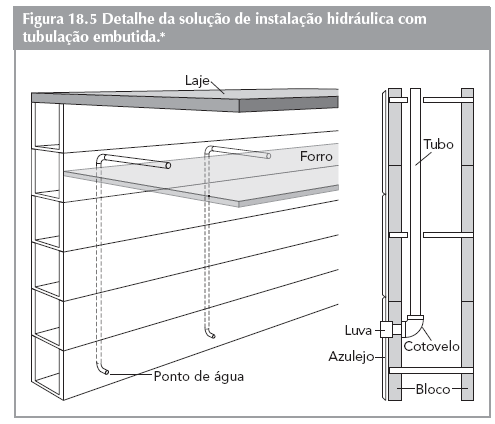 Figura 18.5 Detalhe da solução de instalação hidráulica com
tubulação embutida.*
Laje
Forro
Tubo
Luva
Cotovelo
Azulejo
Ponto de água
Bloco